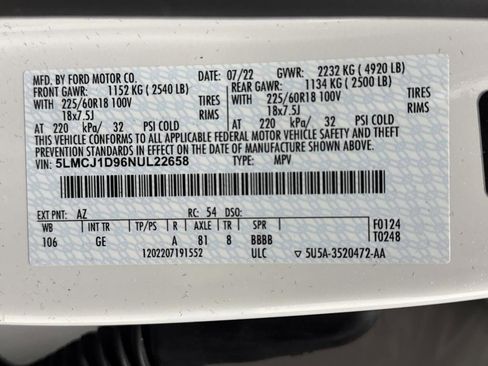 MFD. BY FORD MOTOR CO. DATE: 07/22 GVWR: 2232 KG ( 4920 LB)
FRONT GAWR: 1152 KG ( 2540 LB) REAR GAWR: 1134 KG ( 2500 LB)
WITH 225/60R18 100V TIRES WITH 225/60R18 100V TIRES
18x7.5J RIMS 18x7.5J RIMS
AT 220 kPa/ 32 PSI COLD AT 220 kPa/ 32 PSI COLD
THIS VEHICLE CONFORMS TO ALL APPLICABLE FEDERAL MOTOR VEHICLE SAFETY AND THEFT
PREVENTION STANDARDS IN EFFECT ON THE DATE OF MANUFACTURE SHOWN ABOVE.
VIN: 5LMCJ1D96NUL22658 TYPE: MPV
EXT PNT: AZ RC: 54 DSO:
WB INT TR TP/PS R AXLE TR SPR F0124
106 GE A 81 8 BBBB T0248
1202207191552 ULC ▽ 5U5A-3520472-AA